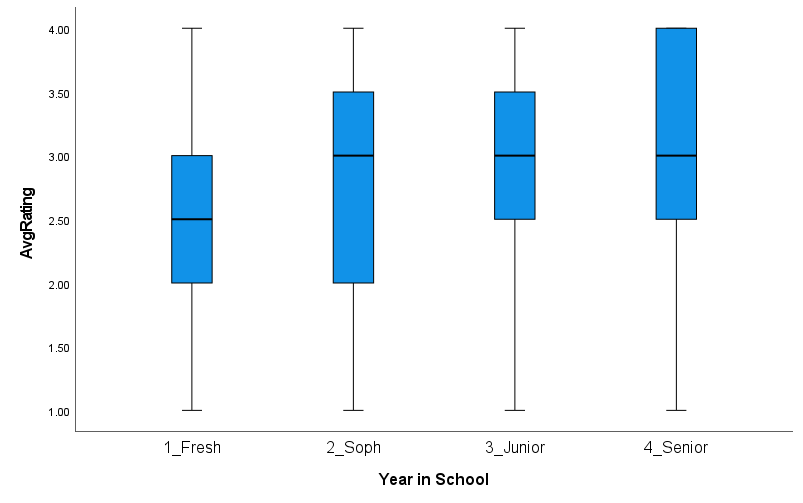 AvgRating
4.00
3.50
3.00
2.50
2.00
1.50
1.00
1_Fresh 2_Soph 3_Junior 4_Senior
Year in School